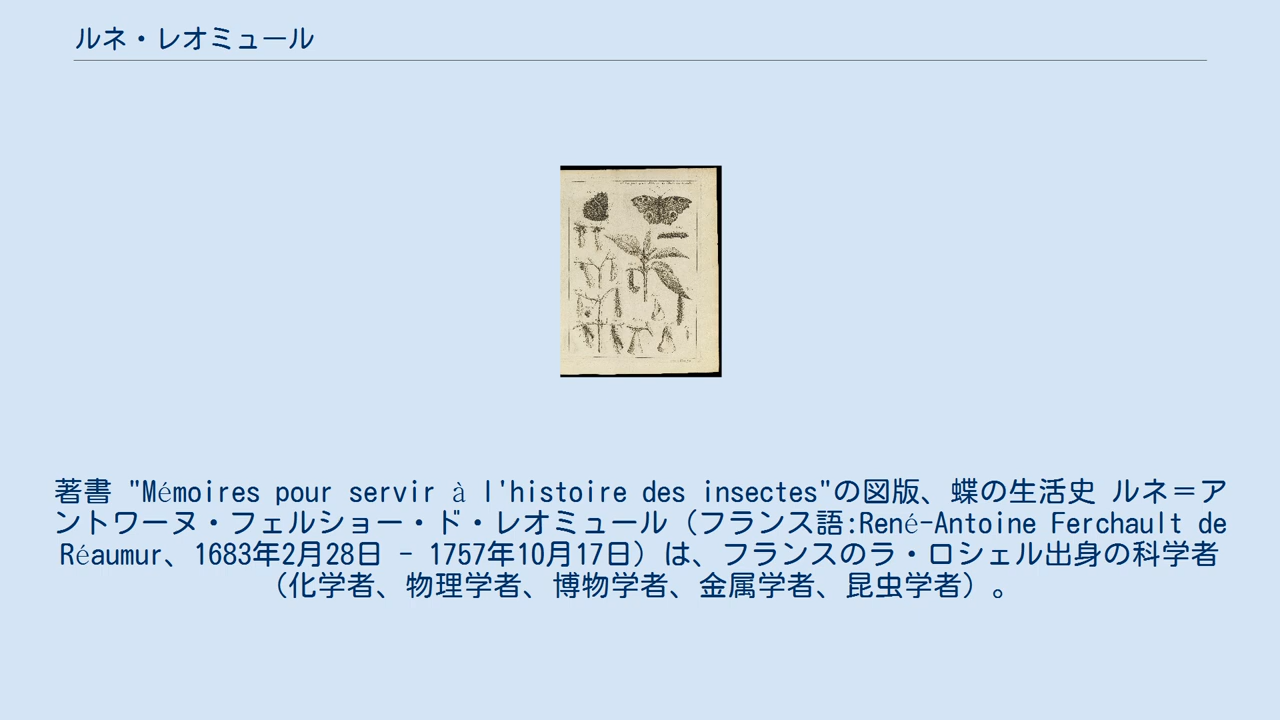 ルネ・レオミュール
著書 "Mémoires pour servir à l'histoire des insectes"の図版、蝶の生活史 ルネ＝ア
ントワーヌ・フェルショー・ド・レオミュール（フランス語:René-Antoine Ferchault de
Réaumur、1683年2月28日 - 1757年10月17日）は、フランスのラ・ロシェル出身の科学者
（化学者、物理学者、博物学者、金属学者、昆虫学者）。